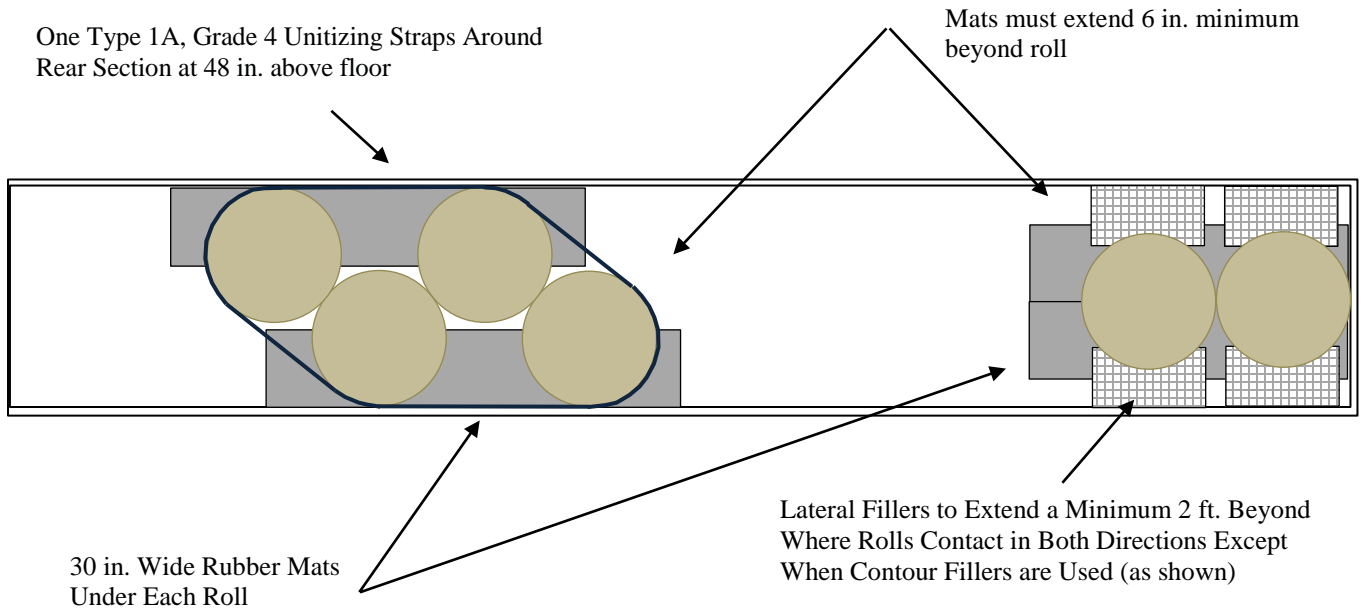 One Type 1A, Grade 4 Unitizing Straps Around
Rear Section at 48 in. above floor
Mats must extend 6 in. minimum
beyond roll
30 in. Wide Rubber Mats
Under Each Roll
Lateral Fillers to Extend a Minimum 2 ft. Beyond
Where Rolls Contact in Both Directions Except
When Contour Fillers are Used (as shown)